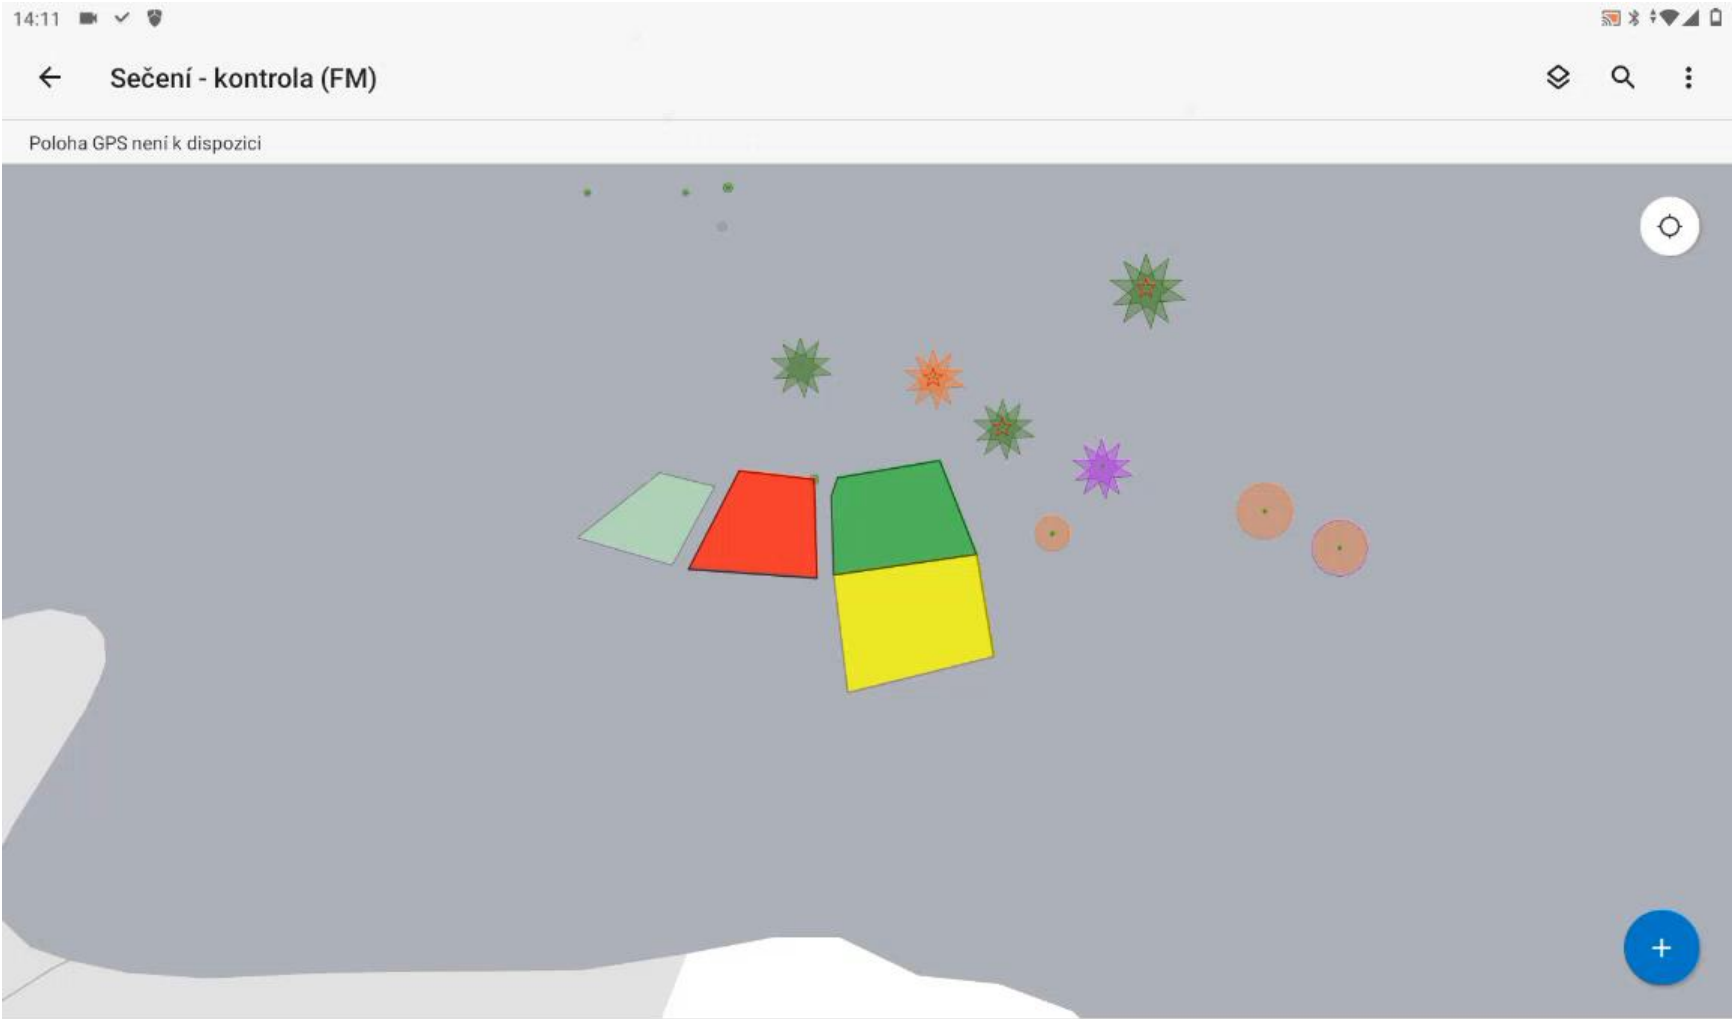 14:11
Sečení - kontrola (FM)
Poloha GPS není k dispozici